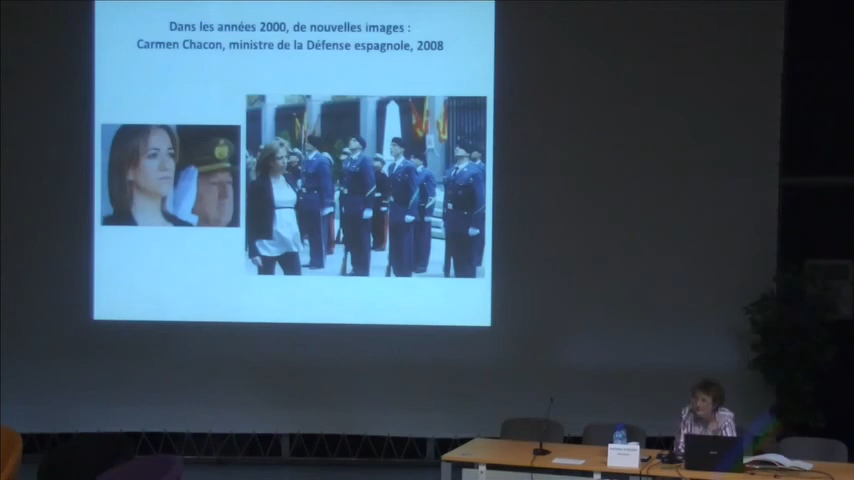 Dans les années 2000, de nouvelles images :
Carmen Chacon, ministre de la Défense espagnole, 2008